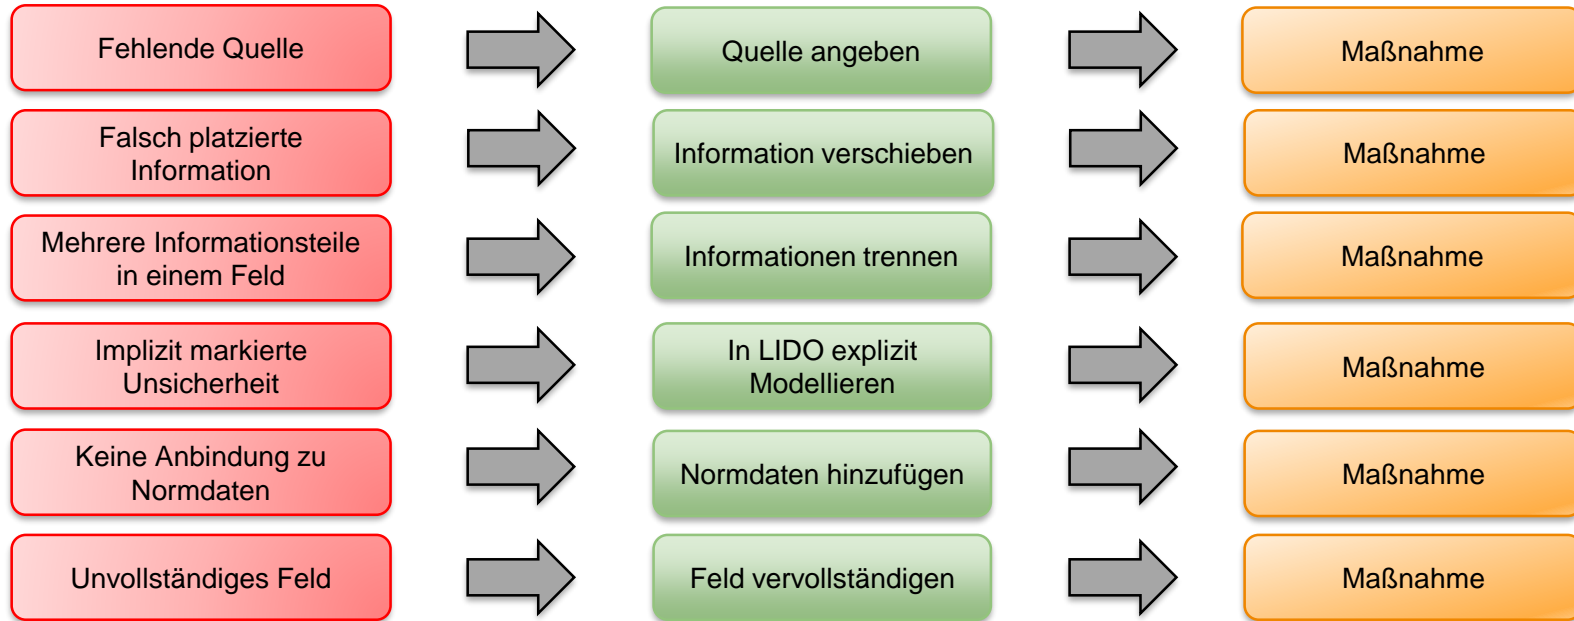 Fehlende Quelle
Quelle angeben
Maßnahme
Falsch platzierte
Information
Information verschieben
Maßnahme
Mehrere Informationsteile
in einem Feld
Informationen trennen
Maßnahme
Implizit markierte
Unsicherheit
In LIDO explizit
Modellieren
Maßnahme
Keine Anbindung zu
Normdaten
Normdaten hinzufügen
Maßnahme
Unvollständiges Feld
Feld vervollständigen
Maßnahme